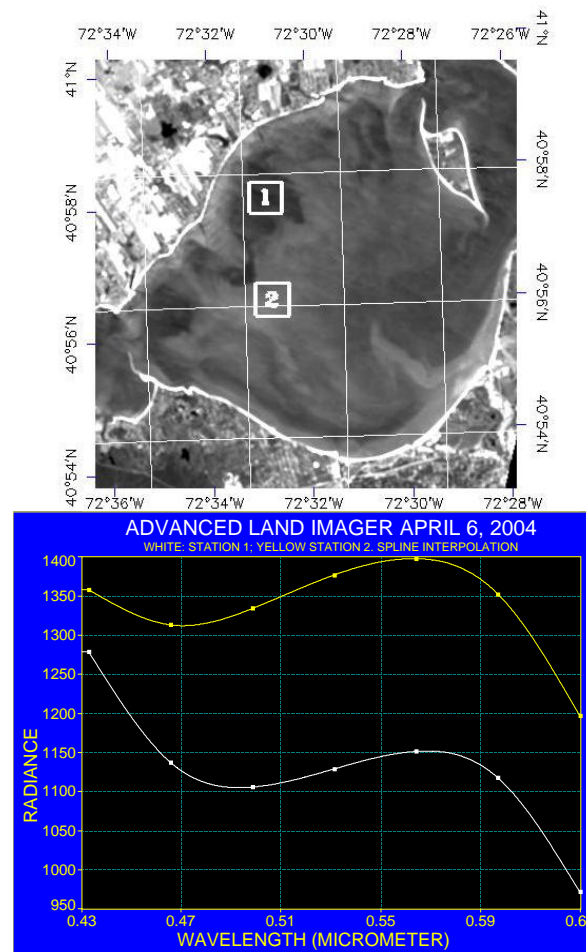 72°34'W 72°32'W 72°30'W 72°28'W 72°26'W
41°N 41°N
40°58'N 40°58'N
1
40°56'N 40°56'N
2
40°54'N 40°54'N
72°36'W 72°34'W 72°32'W 72°30'W 72°28'W
ADVANCED LAND IMAGER APRIL 6, 2004
WHITE: STATION 1; YELLOW STATION 2. SPLINE INTERPOLATION
1400
1350
1300
1250
1200
1150
1100
1050
1000
950
RADIANCE
0.43 0.47 0.51 0.55 0.59 0.6
WAVELENGTH (MICROMETER)